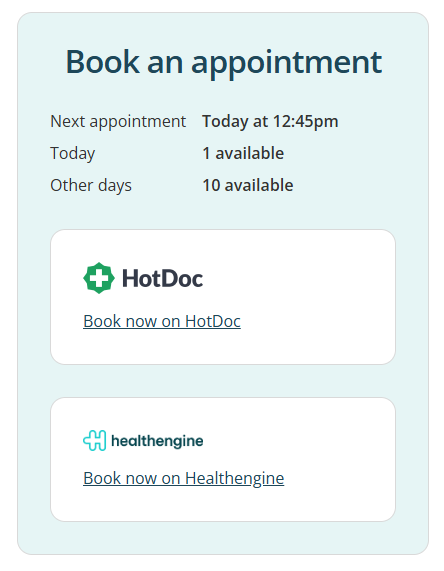 Book an appointment
Next appointment Today at 12:45pm
Today 1 available
Other days 10 available
HotDoc
Book now on HotDoc
healthengine
Book now on Healthengine